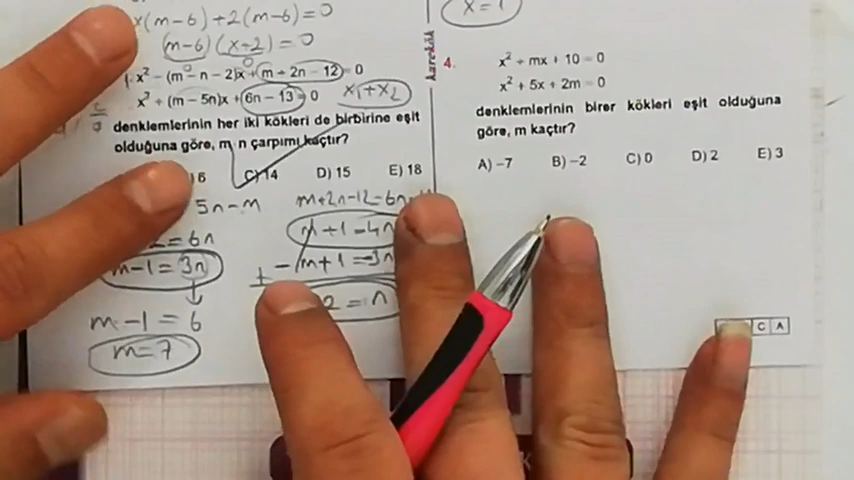 x(m-6)+2(m-6)=0
(m-6)(x+2)=0
x² - (m - n - 2)x + m + 2n - 12 = 0
x² + (m - 5n)x + 6n - 13 = 0
x₁+x₂
denklemlerinin her iki kökleri de birbirine eşit
olduğuna göre, m n çarpımı kaçtır?
C) 14 D) 15 E) 18
5n-m
m+2n-12=6n
=6n
m+1=4n
m-1=3n
-m+1=-3n
2=n
m-1=6
m=7
x=1
karekök
4.
x² + mx + 10 = 0
x² + 5x + 2m = 0
denklemlerinin birer kökleri eşit olduğuna
göre, m kaçtır?
A) -7 B) -2 C) 0 D) 2 E) 3
C A